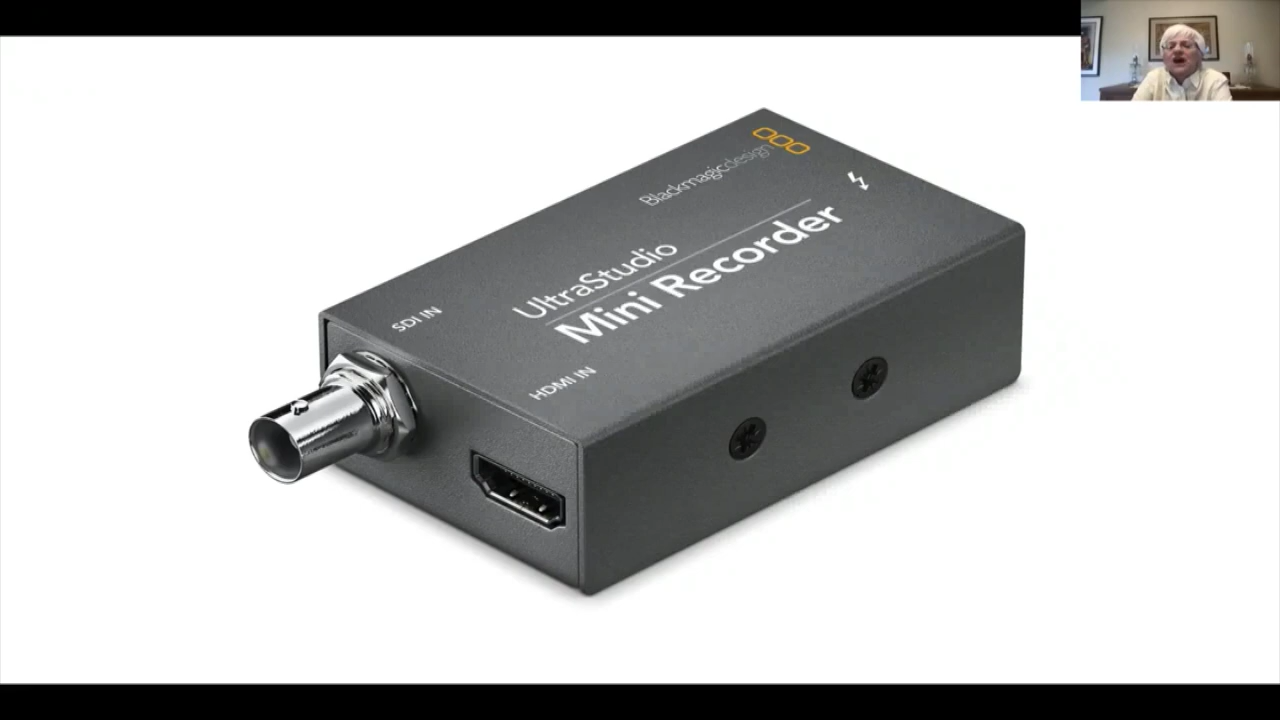 Blackmagicdesign
UltraStudio
Mini Recorder
SDI IN
HDMI IN